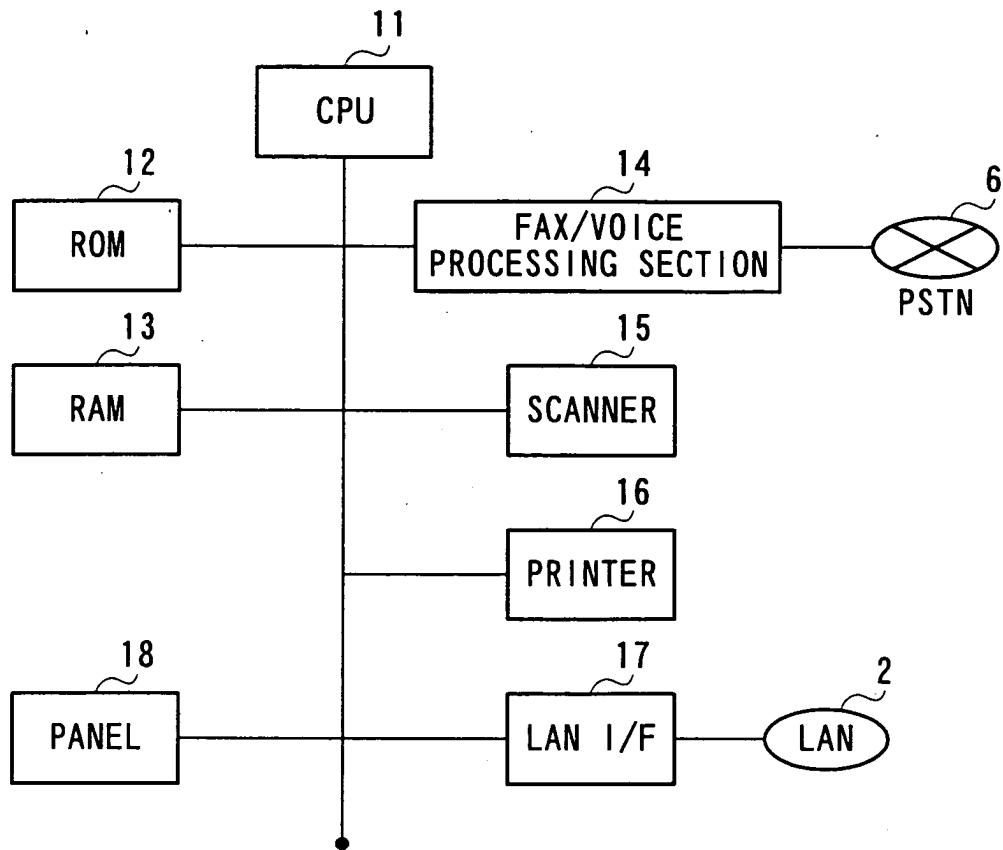 11
CPU
12
ROM
14
FAX/VOICE
PROCESSING SECTION
6
PSTN
13
RAM
15
SCANNER
16
PRINTER
18
PANEL
17
LAN I/F
2
LAN